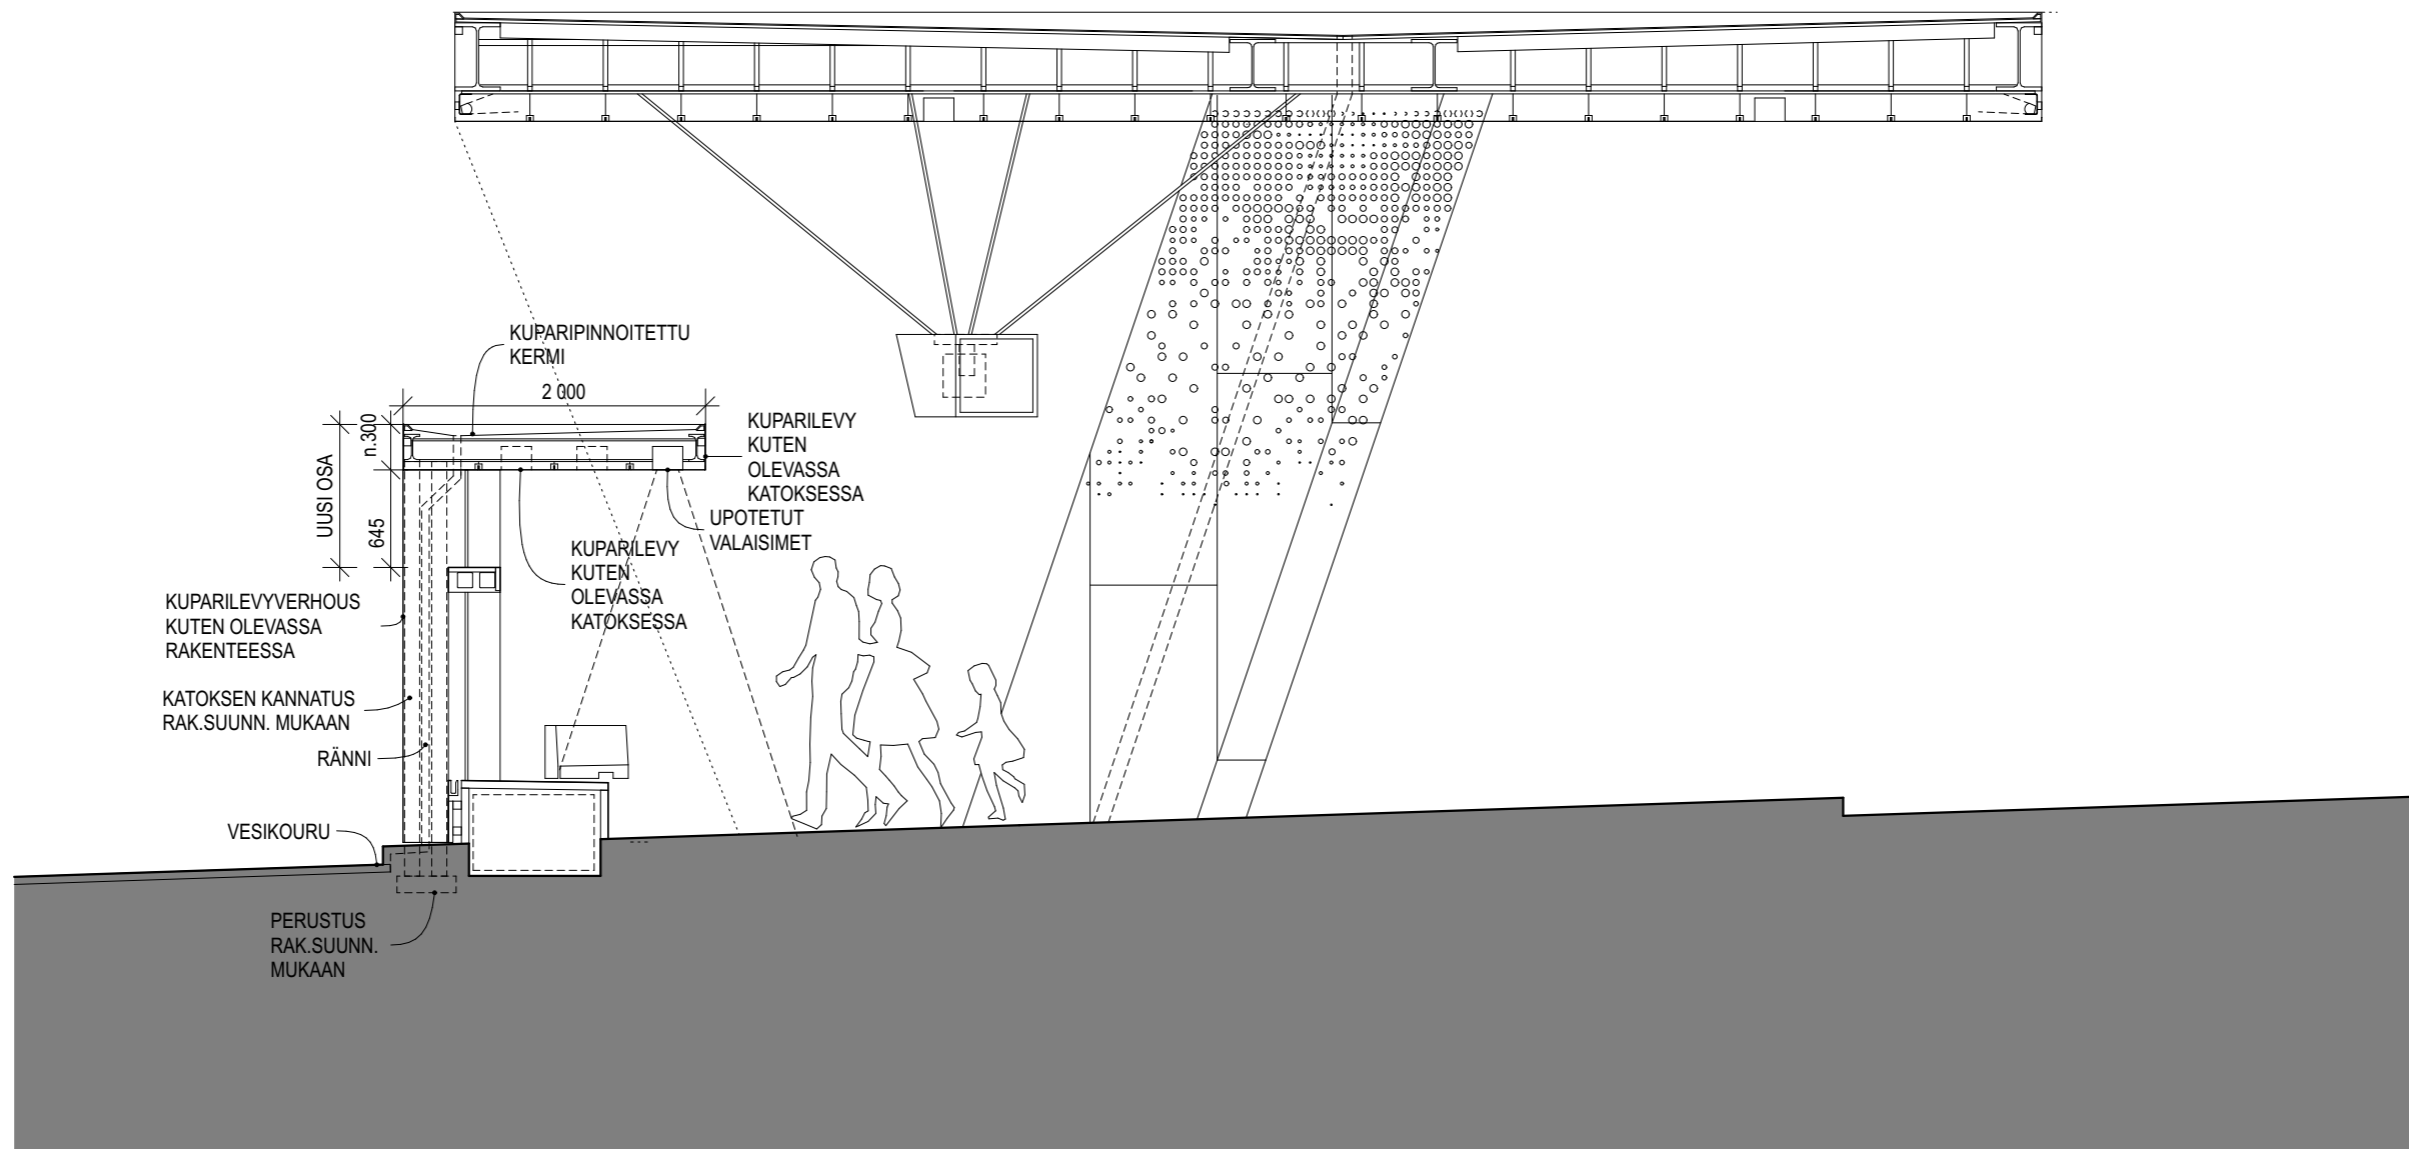 KUPARIPINNOITETTU
KERMI
2 000
n.300
UUSI OSA
645
KUPARILEVY
KUTEN
OLEVASSA
KATOKSESSA
UPOTETUT
VALAISIMET
KUPARILEVY
KUTEN
OLEVASSA
KATOKSESSA
KUPARILEVYVERHOUS
KUTEN OLEVASSA
RAKENTEESSA
KATOKSEN KANNATUS
RAK.SUUNN. MUKAAN
RÄNNI
VESIKOURU
PERUSTUS
RAK.SUUNN.
MUKAAN